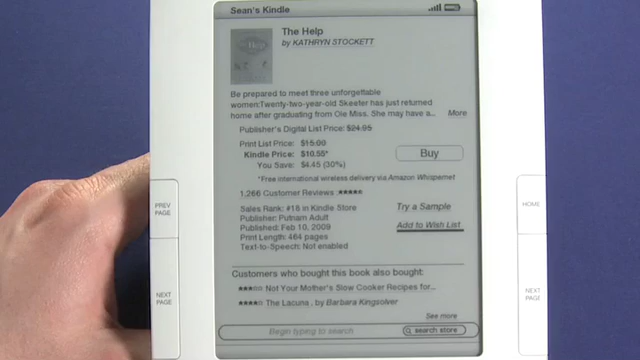 Sean's Kindle
The Help
by KATHRYN STOCKETT
Help
Be prepared to meet three unforgettable
women:Twenty-two-year-old Skeeter has just returned
home after graduating from Ole Miss. She may have a... More
Publisher's Digital List Price: $24.95
Print List Price: $15.00
Kindle Price: $10.55*
Buy
You Save: $4.45 (30%)
*Free international wireless delivery via Amazon Whispernet
1,266 Customer Reviews
Sales Rank: #16 in Kindle Store
Try a Sample
Publisher: Putnam Adult
Published: Feb 10, 2009
Add to Wish List
Print Length: 464 pages
Text-to-Speech: Not enabled
Customers who bought this book also bought:
Not Your Mother's Slow Cooker Recipes for...
The Lacuna . by Barbara Kingsolver
See more
Begin typing to search
search store
PREV
PAGE
NEXT
PAGE
HOME
NEXT
PAGE